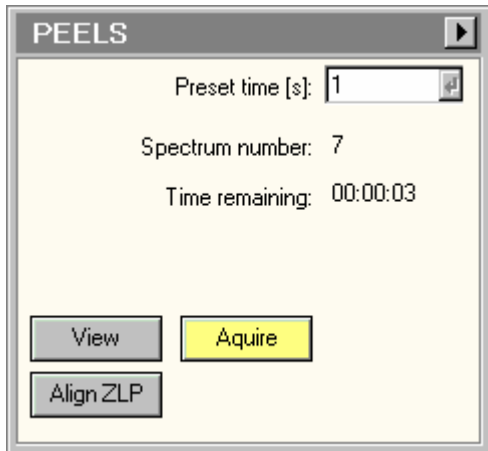 PEELS
Preset time [s]: 1
Spectrum number: 7
Time remaining: 00:00:03
View Aquire
Align ZLP